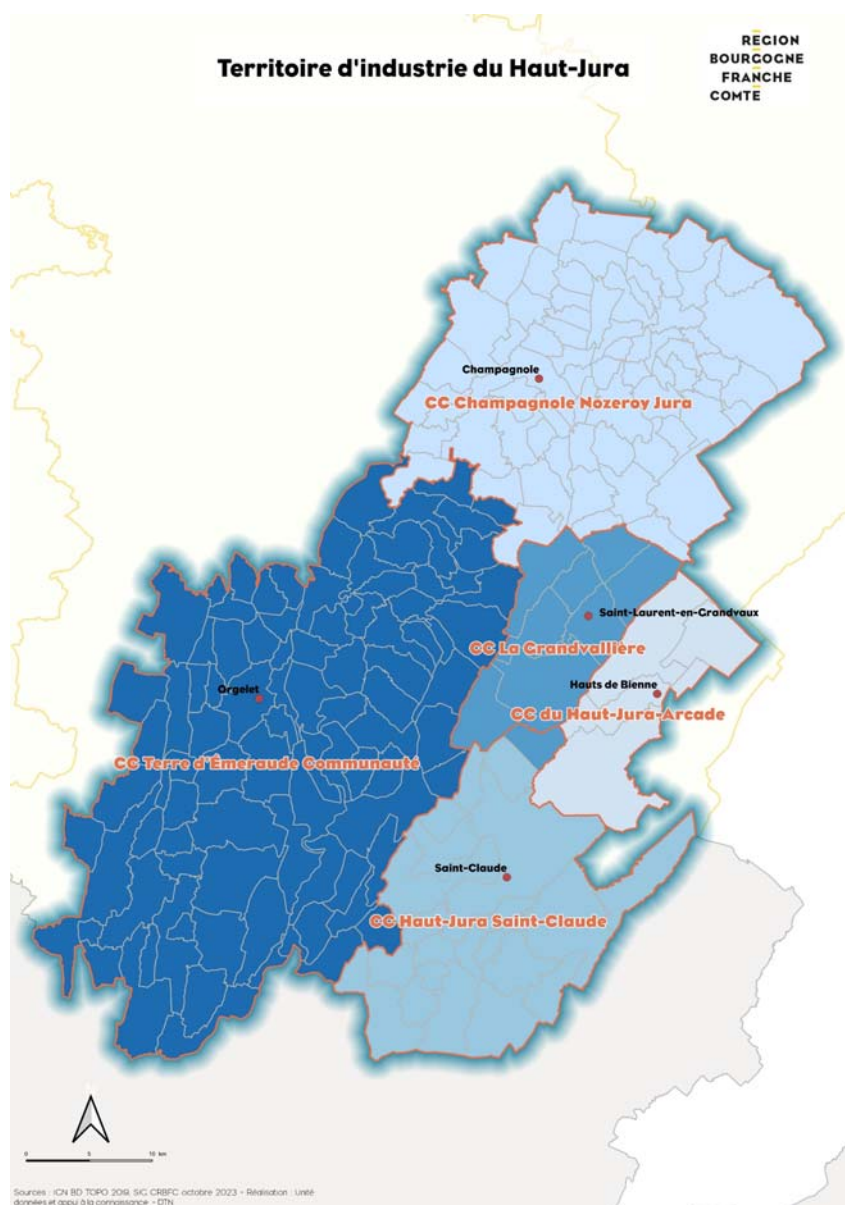 Territoire d'industrie du Haut-Jura
REGION
BOURGOGNE
FRANCHE
COMTE
Champagnole
CC Champagnole Nozeroy Jura
Saint-Laurent-en-Grandvaux
CC La Grandvallière
Hauts de Bienne
Orgelet
CC du Haut-Jura-Arcade
CC Terre d'Émeraude Communauté
Saint-Claude
CC Haut-Jura Saint-Claude
0 5 10 km
Sources : IGN BD TOPO 2019, SIG CRBFC octobre 2023 - Réalisation : Unité
données et appui à la connaissance - DTN